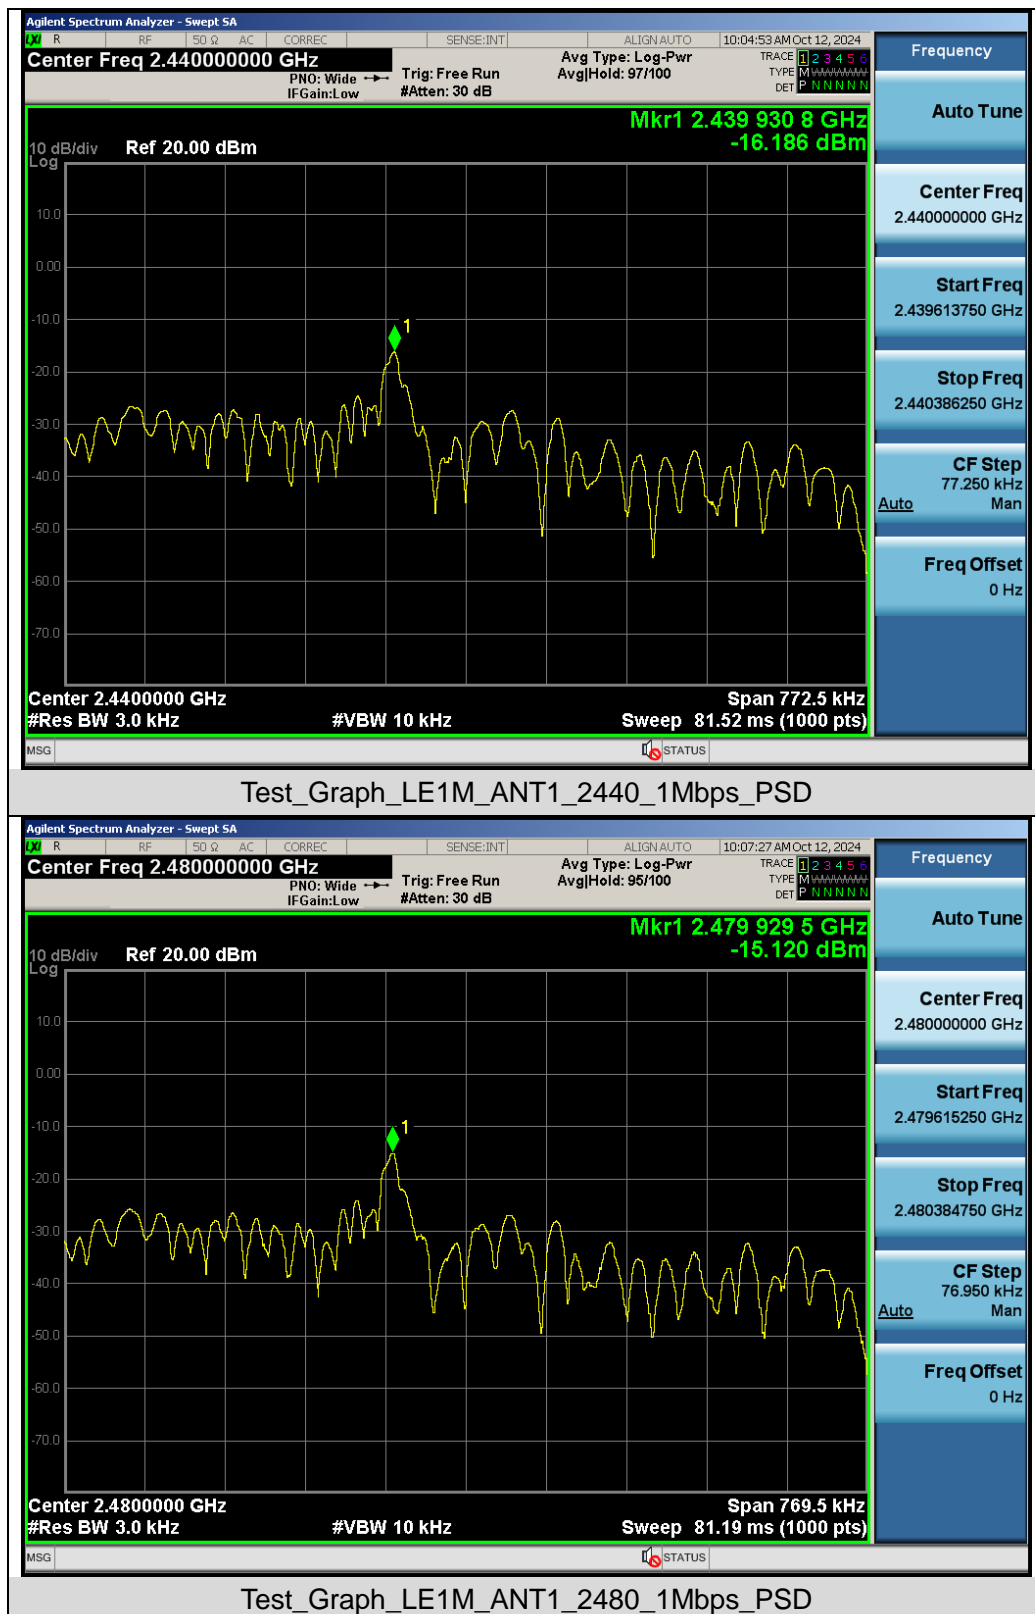 Agilent Spectrum Analyzer - Swept SA
LXI R RF 50 Ω AC CORREC SENSE:INT ALIGN AUTO 10:04:53 AM Oct 12, 2024
Center Freq 2.440000000 GHz
PNO: Wide
IFGain:Low
Trig: Free Run
#Atten: 30 dB
Avg Type: Log-Pwr
Avg|Hold: 97/100
TRACE 1 2 3 4 5 6
TYPE M WWWWW
DET P N N N N N
Mkr1 2.439 930 8 GHz
-16.186 dBm
10 dB/div Ref 20.00 dBm
Log
10.0
0.00
-10.0
-20.0
-30.0
-40.0
-50.0
-60.0
-70.0
1
Center 2.4400000 GHz Span 772.5 kHz
#Res BW 3.0 kHz #VBW 10 kHz Sweep 81.52 ms (1000 pts)
MSG STATUS
Frequency
Auto Tune
Center Freq
2.440000000 GHz
Start Freq
2.439613750 GHz
Stop Freq
2.440386250 GHz
CF Step
77.250 kHz
Auto Man
Freq Offset
0 Hz
Test_Graph_LE1M_ANT1_2440_1Mbps_PSD
Agilent Spectrum Analyzer - Swept SA
LXI R RF 50 Ω AC CORREC SENSE:INT ALIGN AUTO 10:07:27 AM Oct 12, 2024
Center Freq 2.480000000 GHz
PNO: Wide
IFGain:Low
Trig: Free Run
#Atten: 30 dB
Avg Type: Log-Pwr
Avg|Hold: 95/100
TRACE 1 2 3 4 5 6
TYPE M WWWWW
DET P N N N N N
Mkr1 2.479 929 5 GHz
-15.120 dBm
10 dB/div Ref 20.00 dBm
Log
10.0
0.00
-10.0
-20.0
-30.0
-40.0
-50.0
-60.0
-70.0
1
Center 2.4800000 GHz Span 769.5 kHz
#Res BW 3.0 kHz #VBW 10 kHz Sweep 81.19 ms (1000 pts)
MSG STATUS
Frequency
Auto Tune
Center Freq
2.480000000 GHz
Start Freq
2.479615250 GHz
Stop Freq
2.480384750 GHz
CF Step
76.950 kHz
Auto Man
Freq Offset
0 Hz
Test_Graph_LE1M_ANT1_2480_1Mbps_PSD